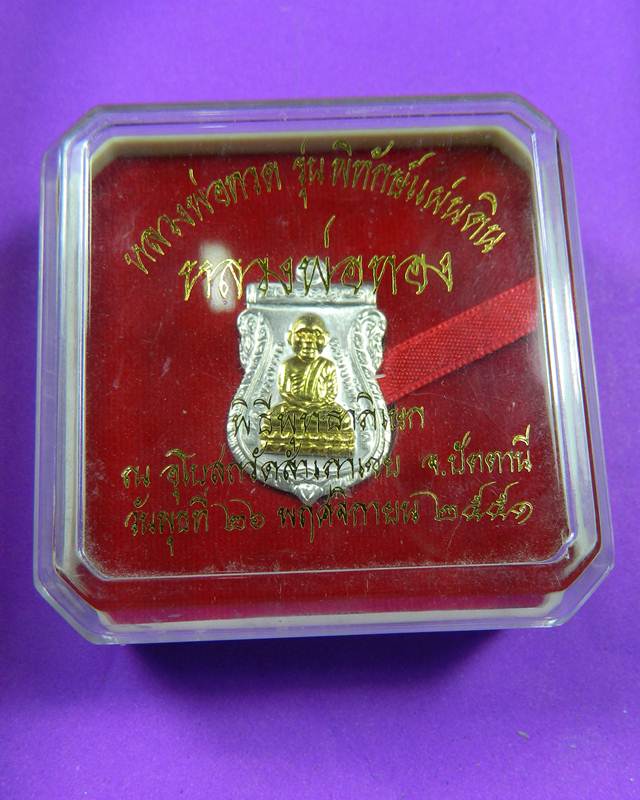 หลวงพ่อทวด รุ่น พิทักษ์แผ่นดิน
หลวงพ่อทอง
พิธีพุทธาภิเษก
ณ อุโบสถวัดสำเภาเชย จ.ปัตตานี
วันพุธที่ ๒๖ พฤศจิกายน ๒๕๕๑